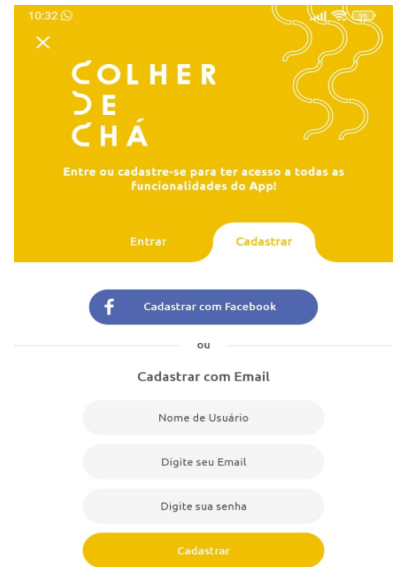 10:32
96
COLHER
DE
CHÁ
Entre ou cadastre-se para ter acesso a todas as
funcionalidades do App!
Entrar
Cadastrar
f
Cadastrar com Facebook
ou
Cadastrar com Email
Nome de Usuário
Digite seu Email
Digite sua senha
Cadastrar